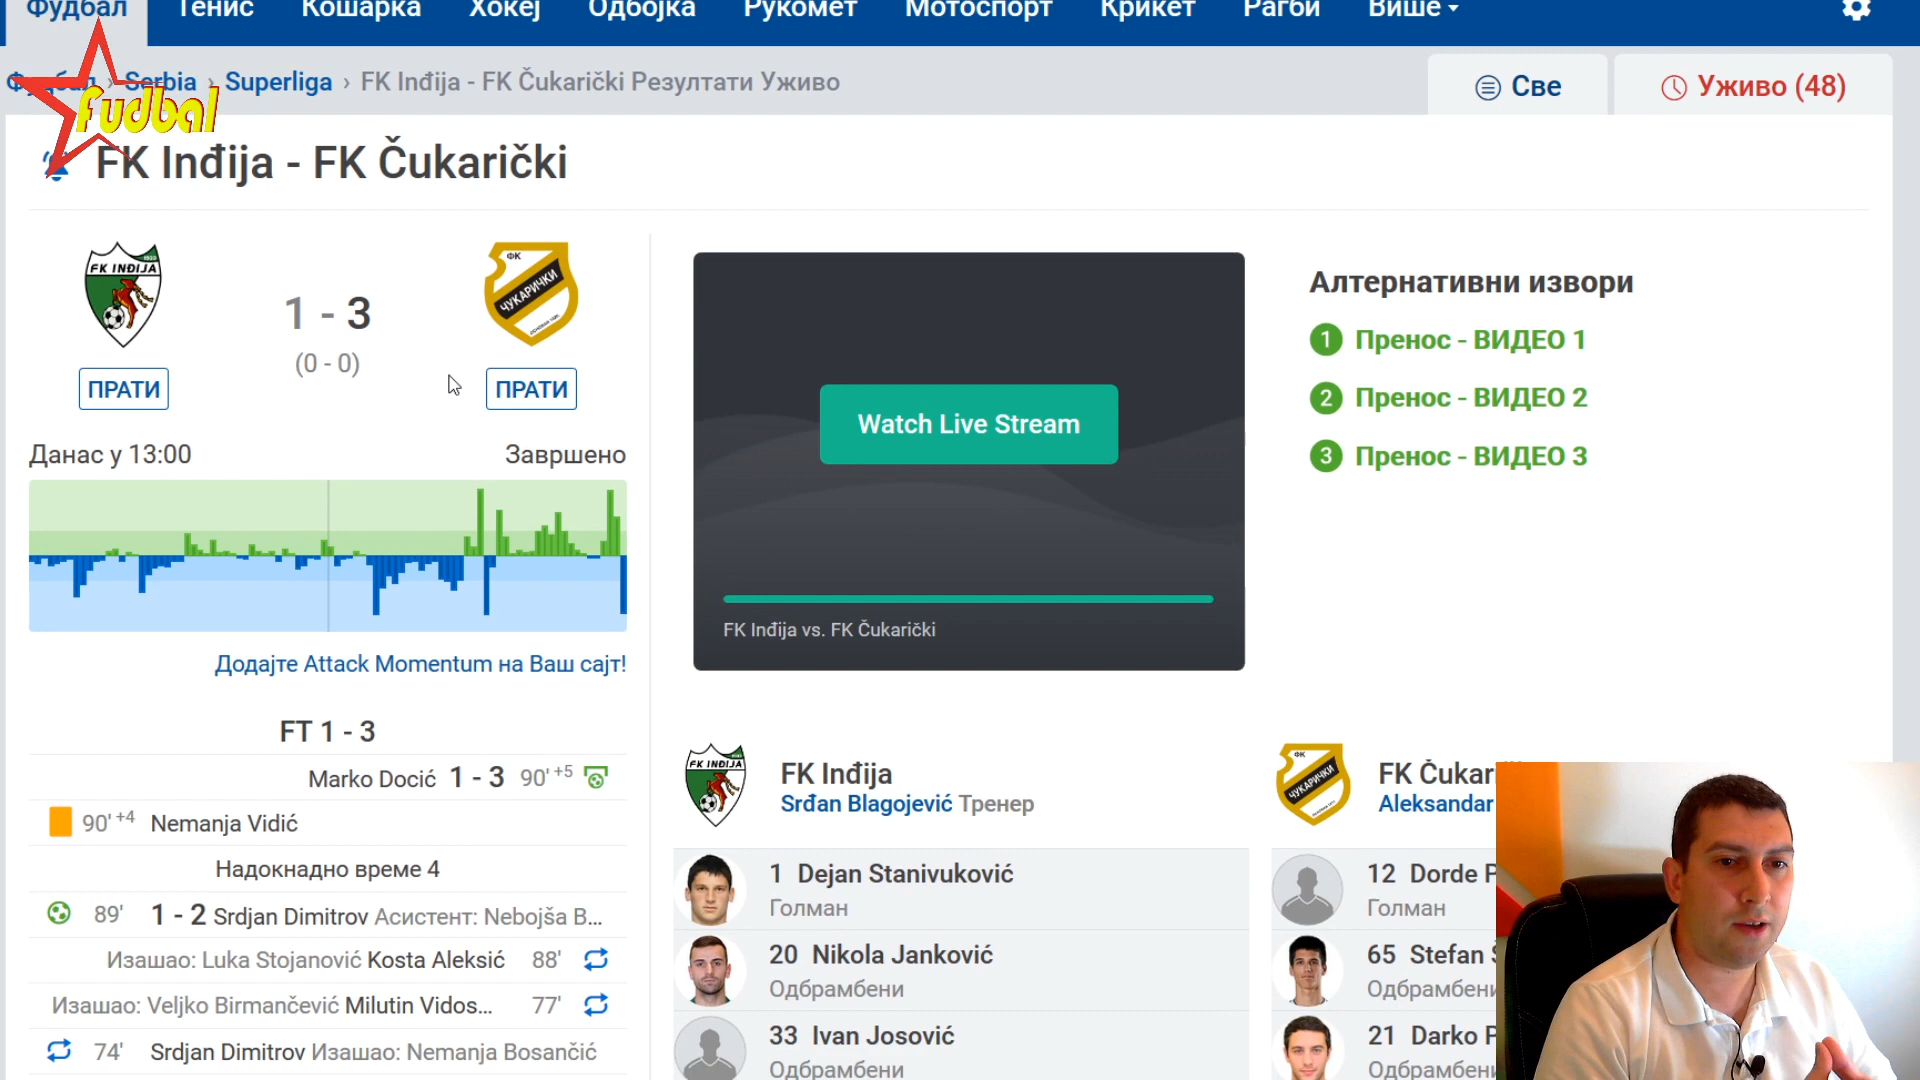 Фудбал Тенис Кошарка Хокеј Одбојка Рукомет Мотоспорт Крикет Рагби Више
Фудбал › Serbia › Superliga › FK Inđija - FK Čukarički Резултати Уживо
Све
Уживо (48)
fudbal
FK Inđija - FK Čukarički
FK INĐIJA
ФК
ЧУКАРИЧКИ
1 - 3
(0 - 0)
ПРАТИ
ПРАТИ
Данас у 13:00
Завршено
Додајте Attack Momentum на Ваш сајт!
FT 1 - 3
Marko Docić 1 - 3 90' +5
90' +4 Nemanja Vidić
Надокнадно време 4
89' 1 - 2 Srdjan Dimitrov Асистент: Nebojša B...
Изашао: Luka Stojanović Kosta Aleksić 88'
Изашао: Veljko Birmančević Milutin Vidos... 77'
74' Srdjan Dimitrov Изашао: Nemanja Bosančić
Watch Live Stream
FK Inđija vs. FK Čukarički
Алтернативни извори
1 Пренос - ВИДЕО 1
2 Пренос - ВИДЕО 2
3 Пренос - ВИДЕО 3
FK INĐIJA
FK Inđija
Srđan Blagojević Тренер
1 Dejan Stanivuković
Голман
20 Nikola Janković
Одбрамбени
33 Ivan Josović
Одбрамбени
ФК
ЧУКАРИЧКИ
FK Čukar
Aleksandar
12 Dorde P
Голман
65 Stefan
Одбрамбени
21 Darko P
Одбрамбени